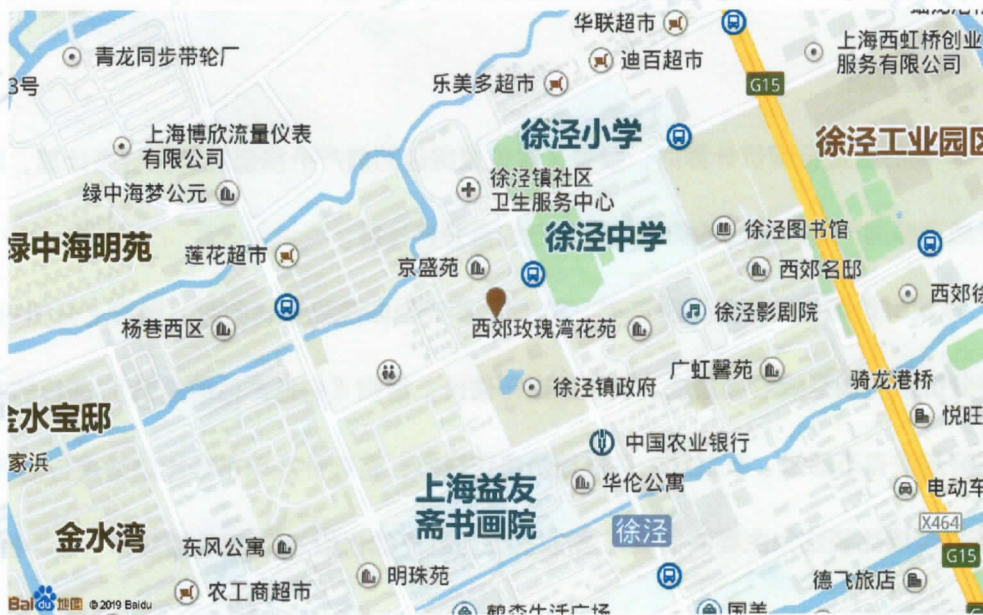 华联超市
青龙同步带轮厂
迪百超市
上海西虹桥创业
服务有限公司
3号
乐美多超市
G15
上海博欣流量仪表
有限公司
徐泾小学
徐泾工业园区
绿中海梦公元
徐泾镇社区
卫生服务中心
绿中海明苑
莲花超市
徐泾中学
徐泾图书馆
京盛苑
西郊名邸
西郊徐
杨巷西区
西郊玫瑰湾花苑
徐泾影剧院
徐泾镇政府
广虹馨苑
骑龙港桥
金水宝邸
悦旺
家浜
中国农业银行
上海益友
斋书画院
华伦公寓
电动车
金水湾
东风公寓
徐泾
X464
G15
农工商超市
明珠苑
德飞旅店
Bai du 地图 © 2019 Baidu
国美